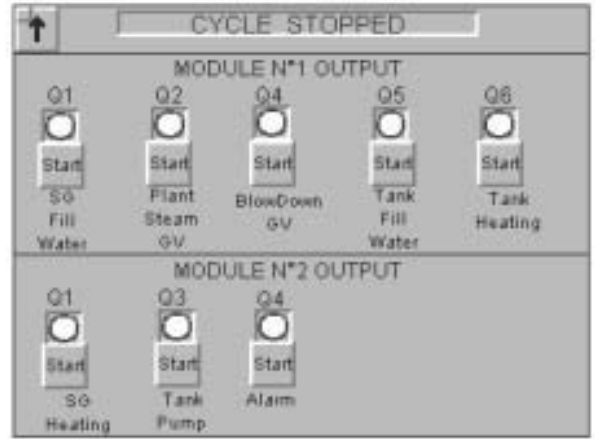 CYCLE STOPPED
MODULE N°1 OUTPUT
Q1 Q2 Q4 Q5 Q6
Start Start Start Start Start
SG Plant BlowDown Tank Tank
Fill Steam GV Fill Heating
Water GV Water
MODULE N°2 OUTPUT
Q1 Q3 Q4
Start Start Start
SG Tank Alarm
Heating Pump